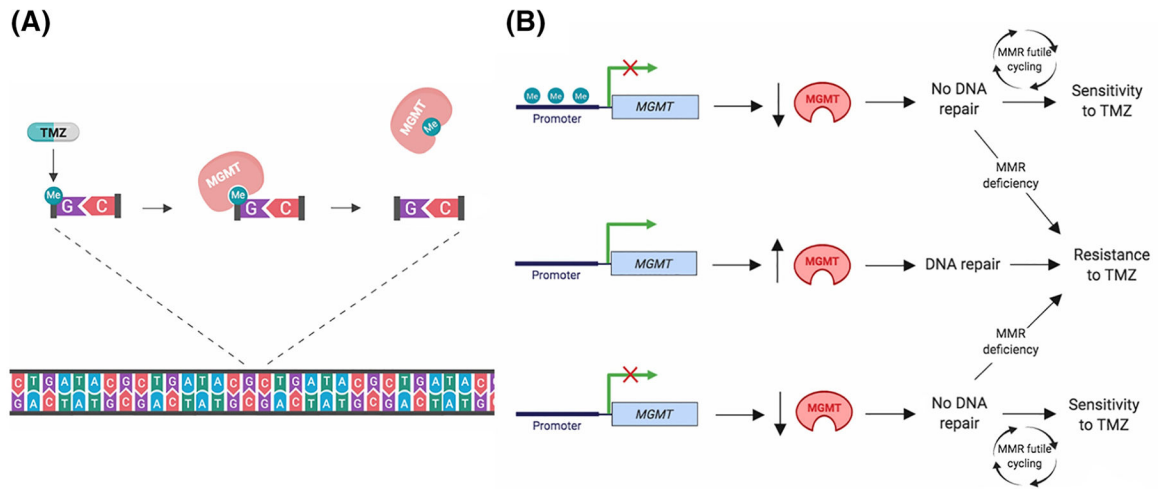 (A)
TMZ
Me
G C
MGMT
Me
G C
MGMT
Me
G C
CTGATACGCTGATACGCTGATACGCTGATAC
GACTATGCGACTATGCGACTATGCGACTATG
(B)
Me Me Me
Promoter
MGMT
MGMT
No DNA
repair
MMR futile
cycling
Sensitivity
to TMZ
MMR
deficiency
Promoter
MGMT
MGMT
DNA repair
Resistance
to TMZ
MMR
deficiency
Promoter
MGMT
MGMT
No DNA
repair
MMR futile
cycling
Sensitivity
to TMZ